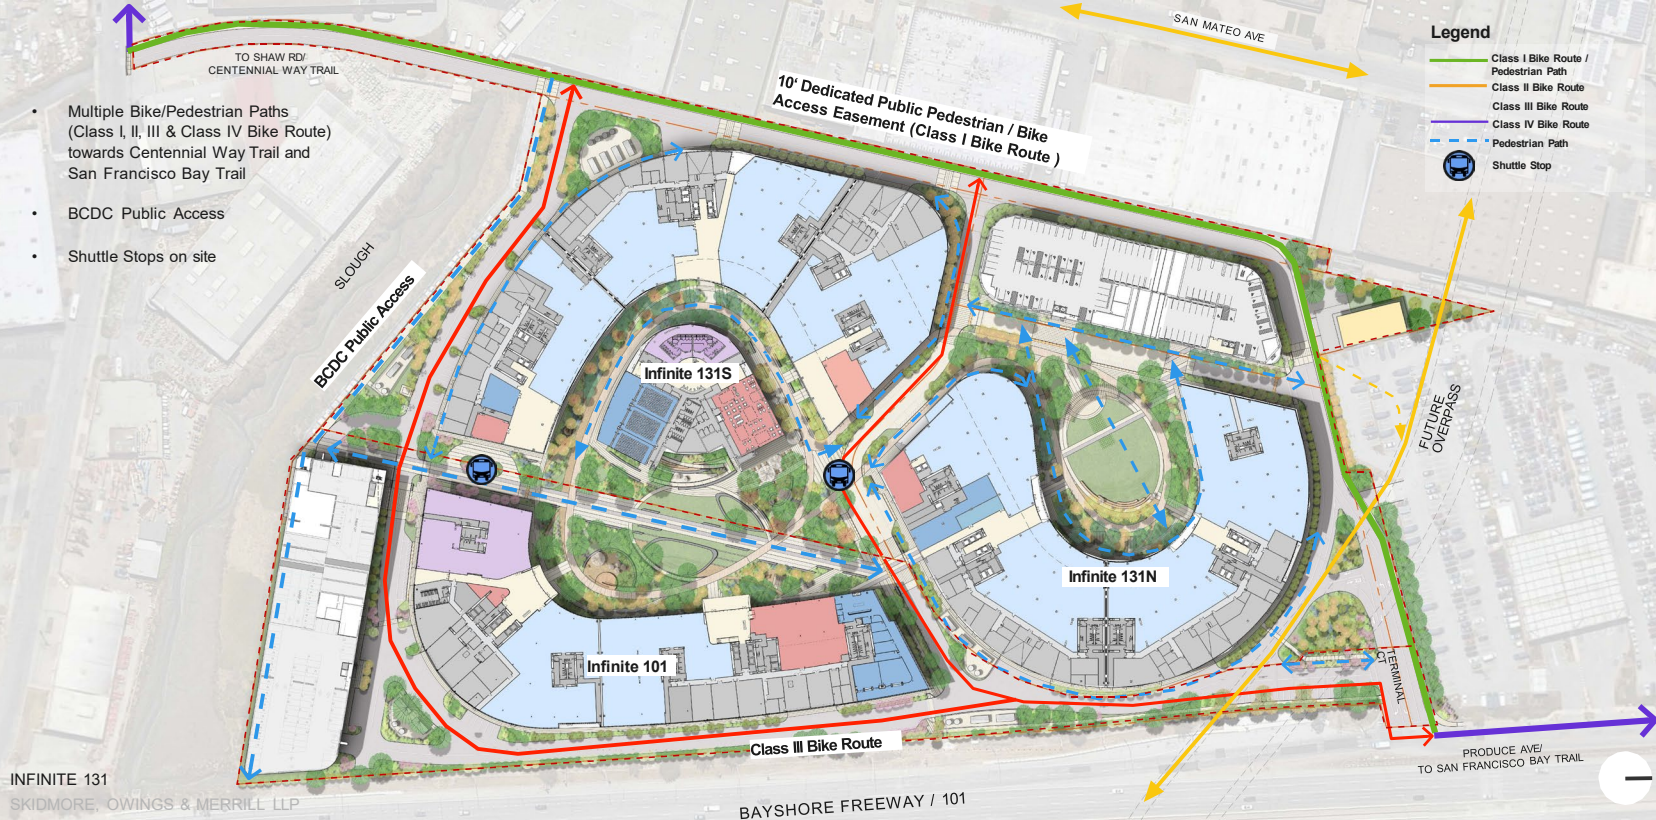 SAN MATEO AVE
Legend
Class I Bike Route /
Pedestrian Path
Class II Bike Route
Class III Bike Route
Class IV Bike Route
Pedestrian Path
Shuttle Stop
TO SHAW RD/
CENTENNIAL WAY TRAIL
10' Dedicated Public Pedestrian / Bike
Access Easement (Class I Bike Route )
• Multiple Bike/Pedestrian Paths
(Class I, II, III & Class IV Bike Route)
towards Centennial Way Trail and
San Francisco Bay Trail
• BCDC Public Access
• Shuttle Stops on site
SLOUGH
BCDC Public Access
Infinite 131S
FUTURE
OVERPASS
Infinite 131N
Infinite 101
TERMINAL
CT
Class III Bike Route
PRODUCE AVE/
TO SAN FRANCISCO BAY TRAIL
INFINITE 131
SKIDMORE, OWINGS & MERRILL LLP
BAYSHORE FREEWAY / 101